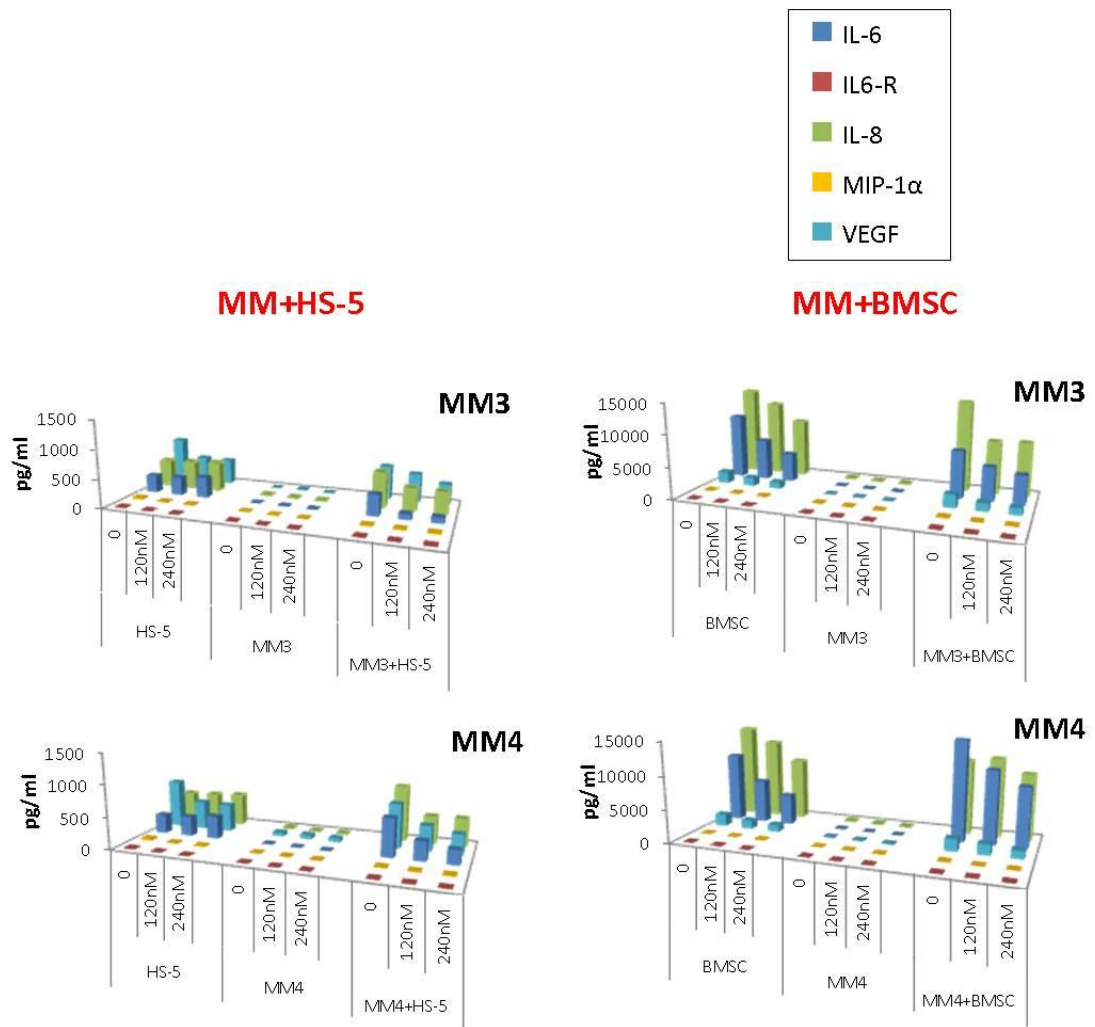 IL-6
IL6-R
IL-8
MIP-1α
VEGF
MM+HS-5
MM+BMSC
MM3
1500
1000
500
0
pg/ml
0
120nM
240nM
0
120nM
240nM
0
120nM
240nM
HS-5
MM3
MM3+HS-5
MM3
15000
10000
5000
0
pg/ml
0
120nM
240nM
0
120nM
240nM
0
120nM
240nM
BMSC
MM3
MM3+BMSC
MM4
1500
1000
500
0
pg/ml
0
120nM
240nM
0
120nM
240nM
0
120nM
240nM
HS-5
MM4
MM4+HS-5
MM4
15000
10000
5000
0
pg/ml
0
120nM
240nM
0
120nM
240nM
0
120nM
240nM
BMSC
MM4
MM4+BMSC